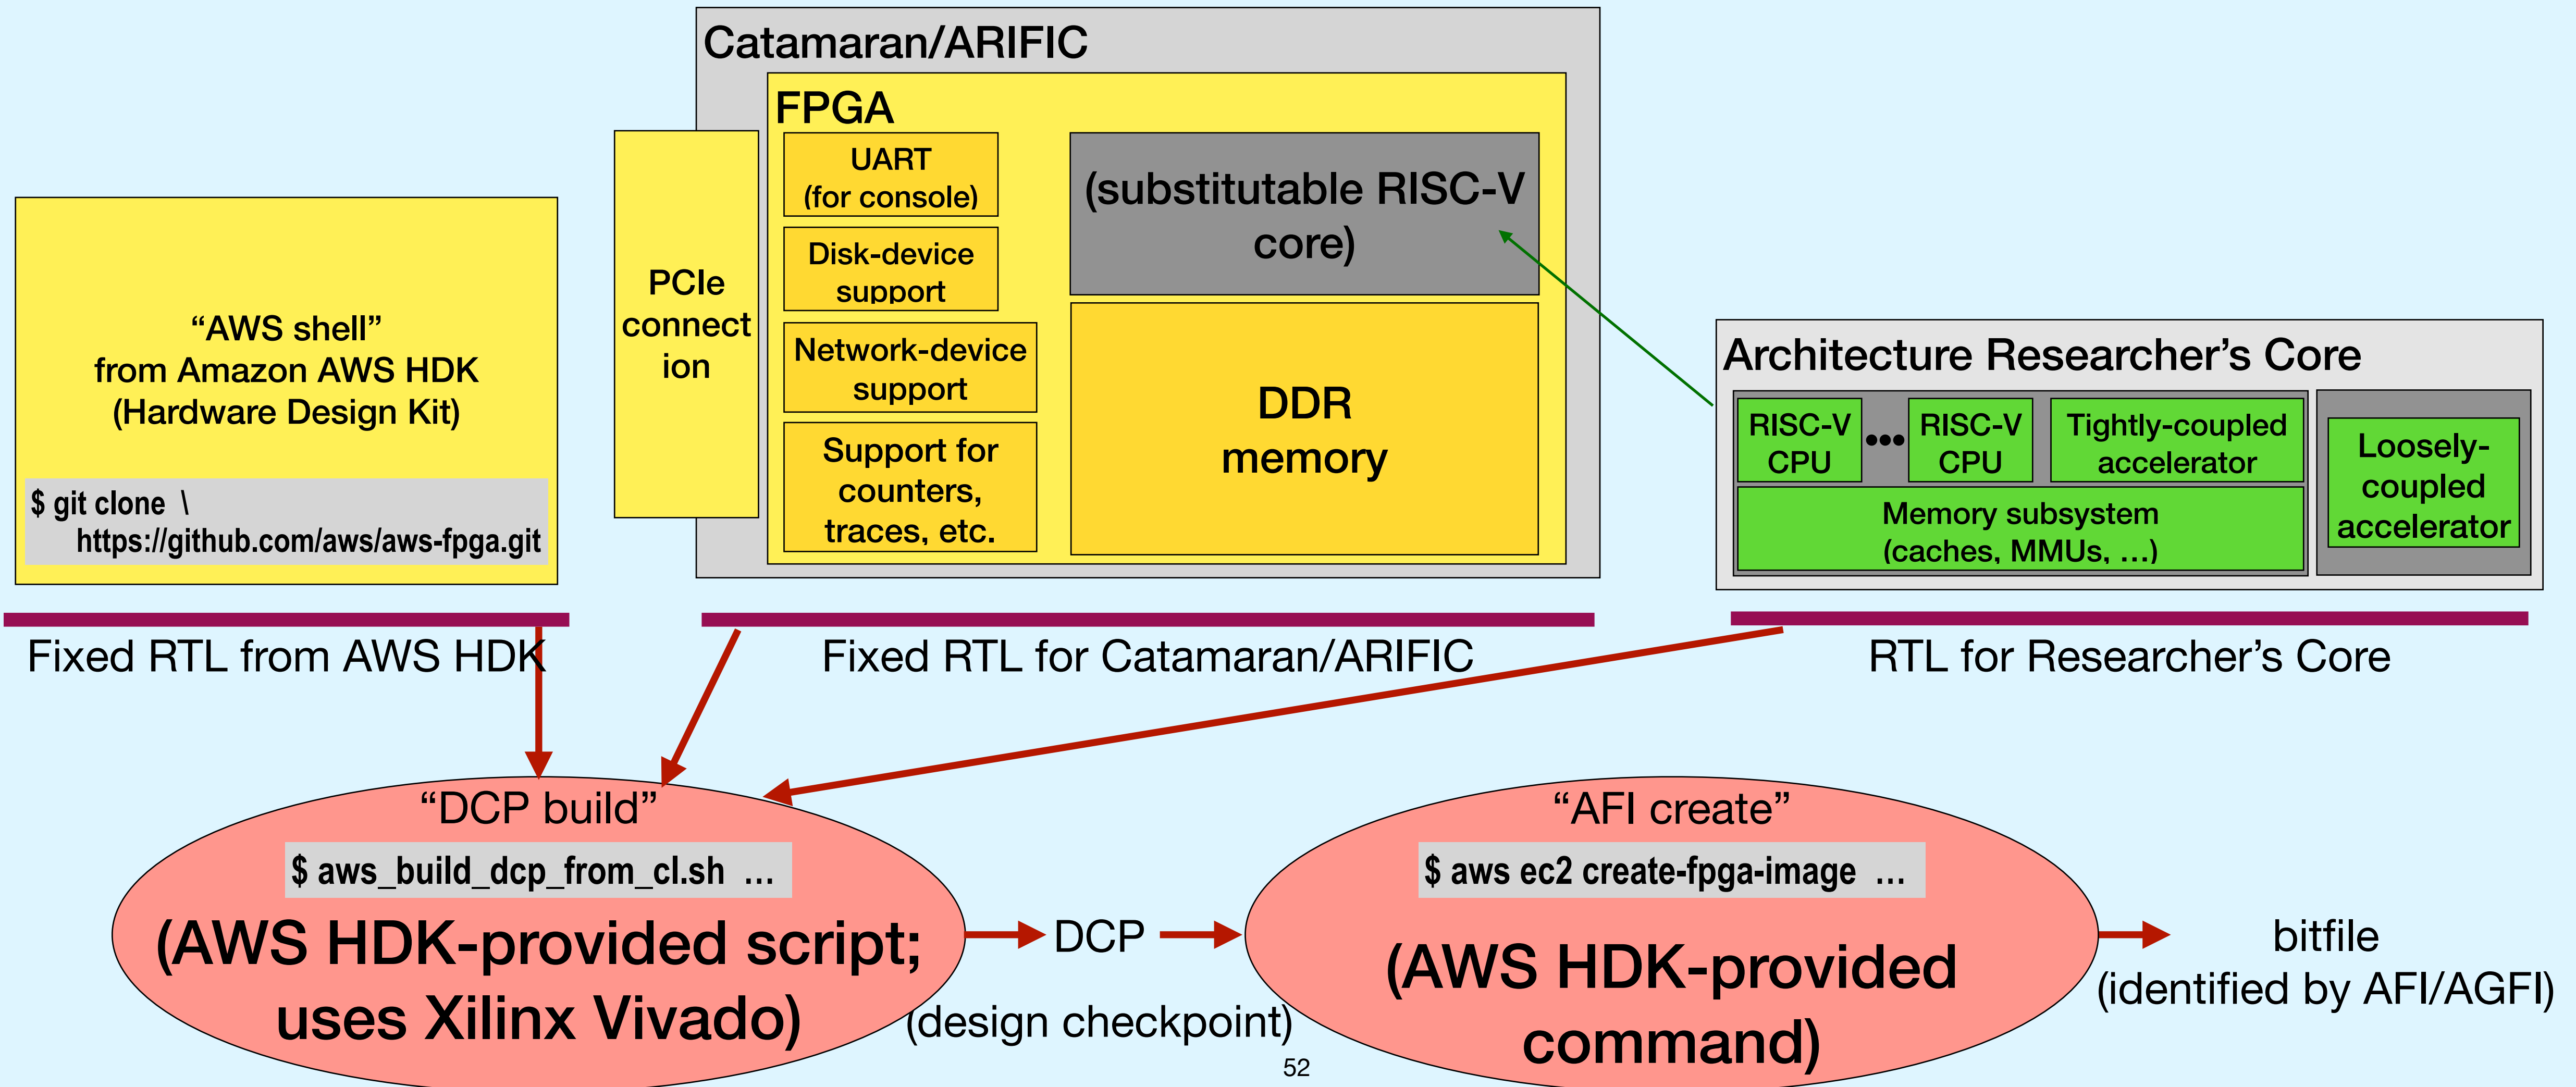 Catamaran/ARIFIC
FPGA
UART
(for console)
Disk-device
support
Network-device
support
Support for
counters,
traces, etc.
(substitutable RISC-V
core)
DDR
memory
PCIe
connect
ion
“AWS shell”
from Amazon AWS HDK
(Hardware Design Kit)
$ git clone \
https://github.com/aws/aws-fpga.git
Architecture Researcher’s Core
RISC-V
CPU
•••
RISC-V
CPU
Tightly-coupled
accelerator
Memory subsystem
(caches, MMUs, …)
Loosely-
coupled
accelerator
Fixed RTL from AWS HDK
Fixed RTL for Catamaran/ARIFIC
RTL for Researcher’s Core
“DCP build”
$ aws_build_dcp_from_cl.sh …
(AWS HDK-provided script;
uses Xilinx Vivado)
DCP
(design checkpoint)
“AFI create”
$ aws ec2 create-fpga-image …
(AWS HDK-provided
command)
bitfile
(identified by AFI/AGFI)
52